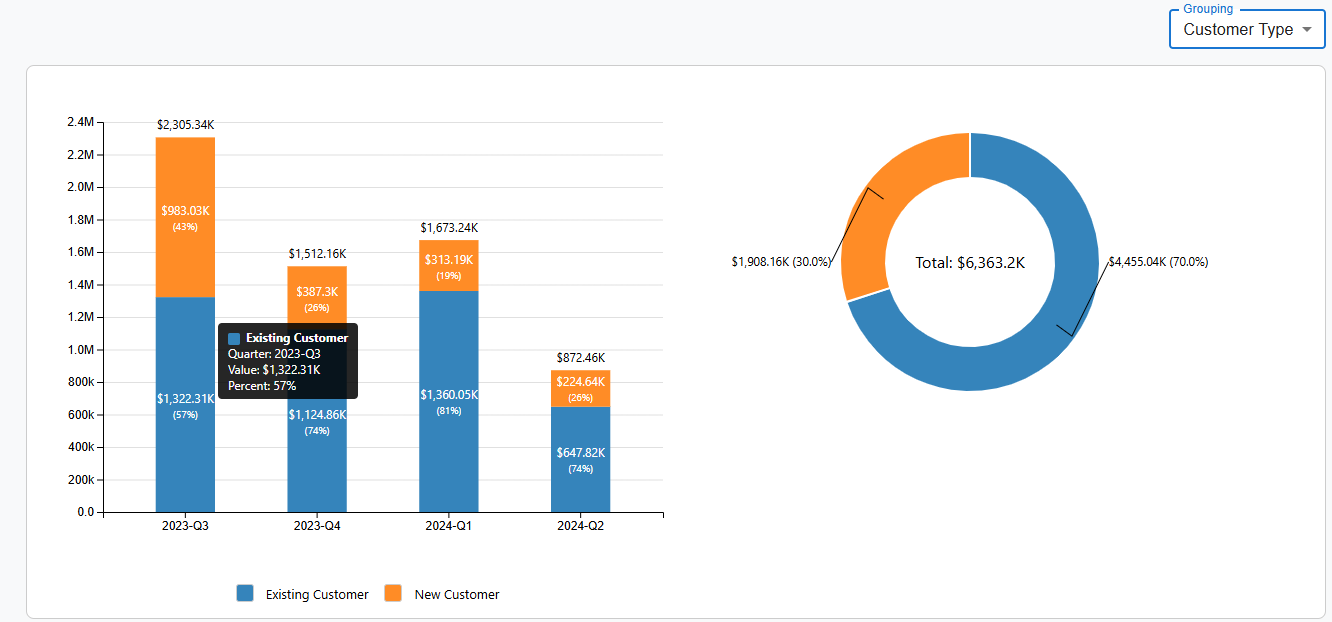 Grouping
Customer Type
2.4M
2.2M
2.0M
1.8M
1.6M
1.4M
1.2M
1.0M
800k
600k
400k
200k
0.0
$2,305.34K
$983.03K
(43%)
$1,322.31K
(57%)
$1,512.16K
$387.3K
(26%)
$1,124.86K
(74%)
$1,673.24K
$313.19K
(19%)
$1,360.05K
(81%)
$872.46K
$224.64K
(26%)
$647.82K
(74%)
Existing Customer
Quarter: 2023-Q3
Value: $1,322.31K
Percent: 57%
2023-Q3
2023-Q4
2024-Q1
2024-Q2
Existing Customer
New Customer
$1,908.16K (30.0%)
Total: $6,363.2K
$4,455.04K (70.0%)